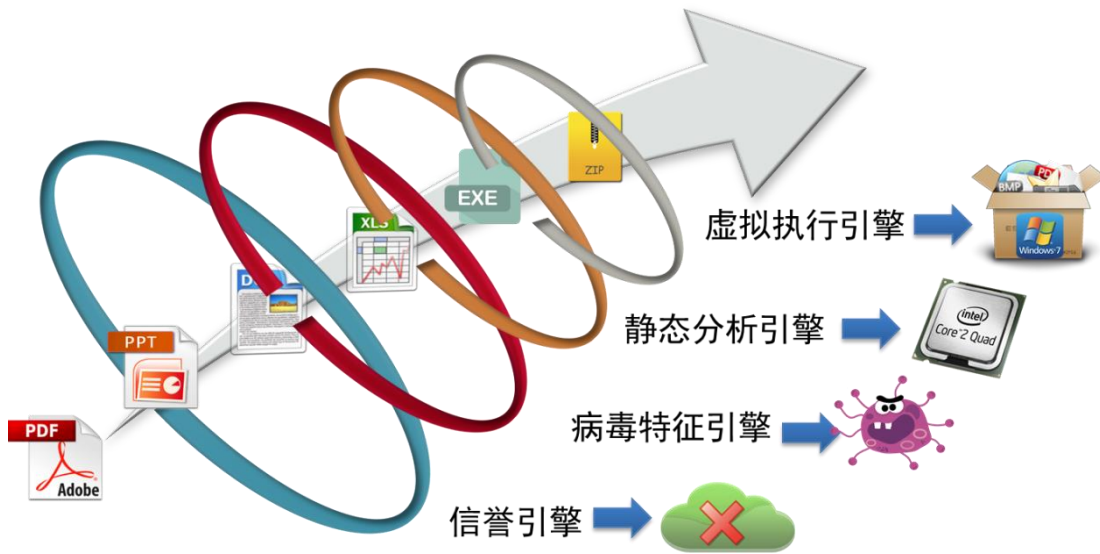 ZIP
EXE
XLS
PPT
PDF
Adobe
虚拟执行引擎
BMP
Windows 7
静态分析引擎
intel
Core 2 Quad
病毒特征引擎
信誉引擎